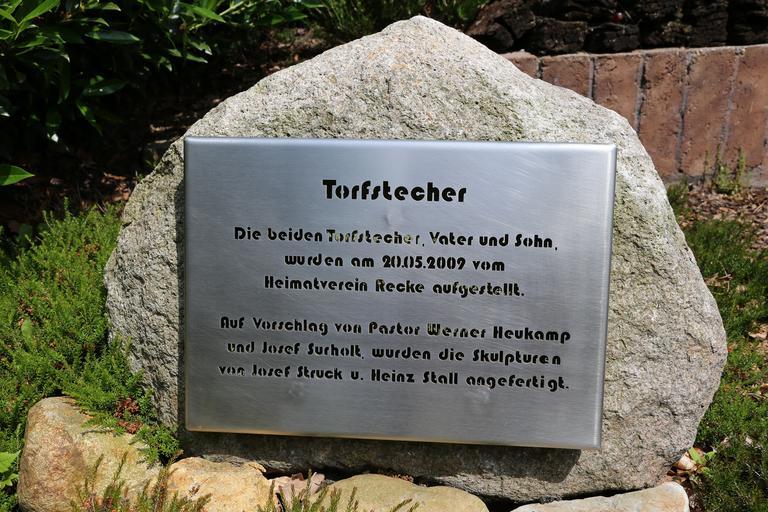 Torfstecher
Die beiden Torfstecher, Vater und Sohn,
wurden am 20.05.2009 vom
Heimatverein Recke aufgestellt.
Auf Vorschlag von Pastor Werner Heukamp
und Josef Surholt, wurden die Skulpturen
von Josef Struck u. Heinz Stall angefertigt.